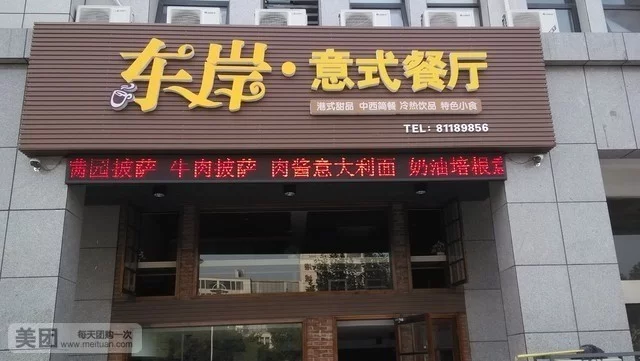 东岸·意式餐厅
港式甜品 中西简餐 冷热饮品 特色小食
TEL：81189856
满园披萨 牛肉披萨 肉酱意大利面 奶油培根意
美团 每天团购一次
www.meituan.com